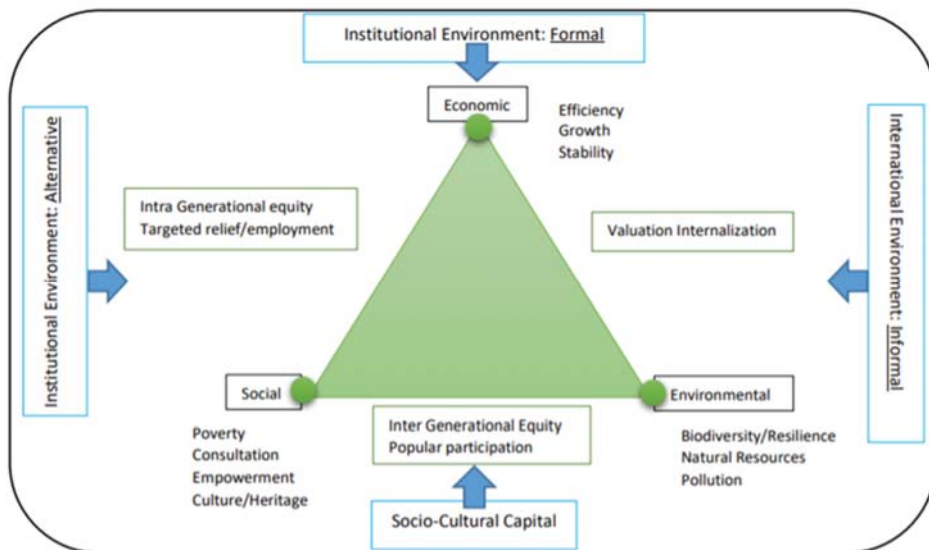 Institutional Environment: Formal
Economic
Efficiency
Growth
Stability
Institutional Environment: Alternative
Intra Generational equity
Targeted relief/employment
Valuation Internalization
International Environment: Informal
Social
Environmental
Poverty
Consultation
Empowerment
Culture/Heritage
Inter Generational Equity
Popular participation
Biodiversity/Resilience
Natural Resources
Pollution
Socio-Cultural Capital